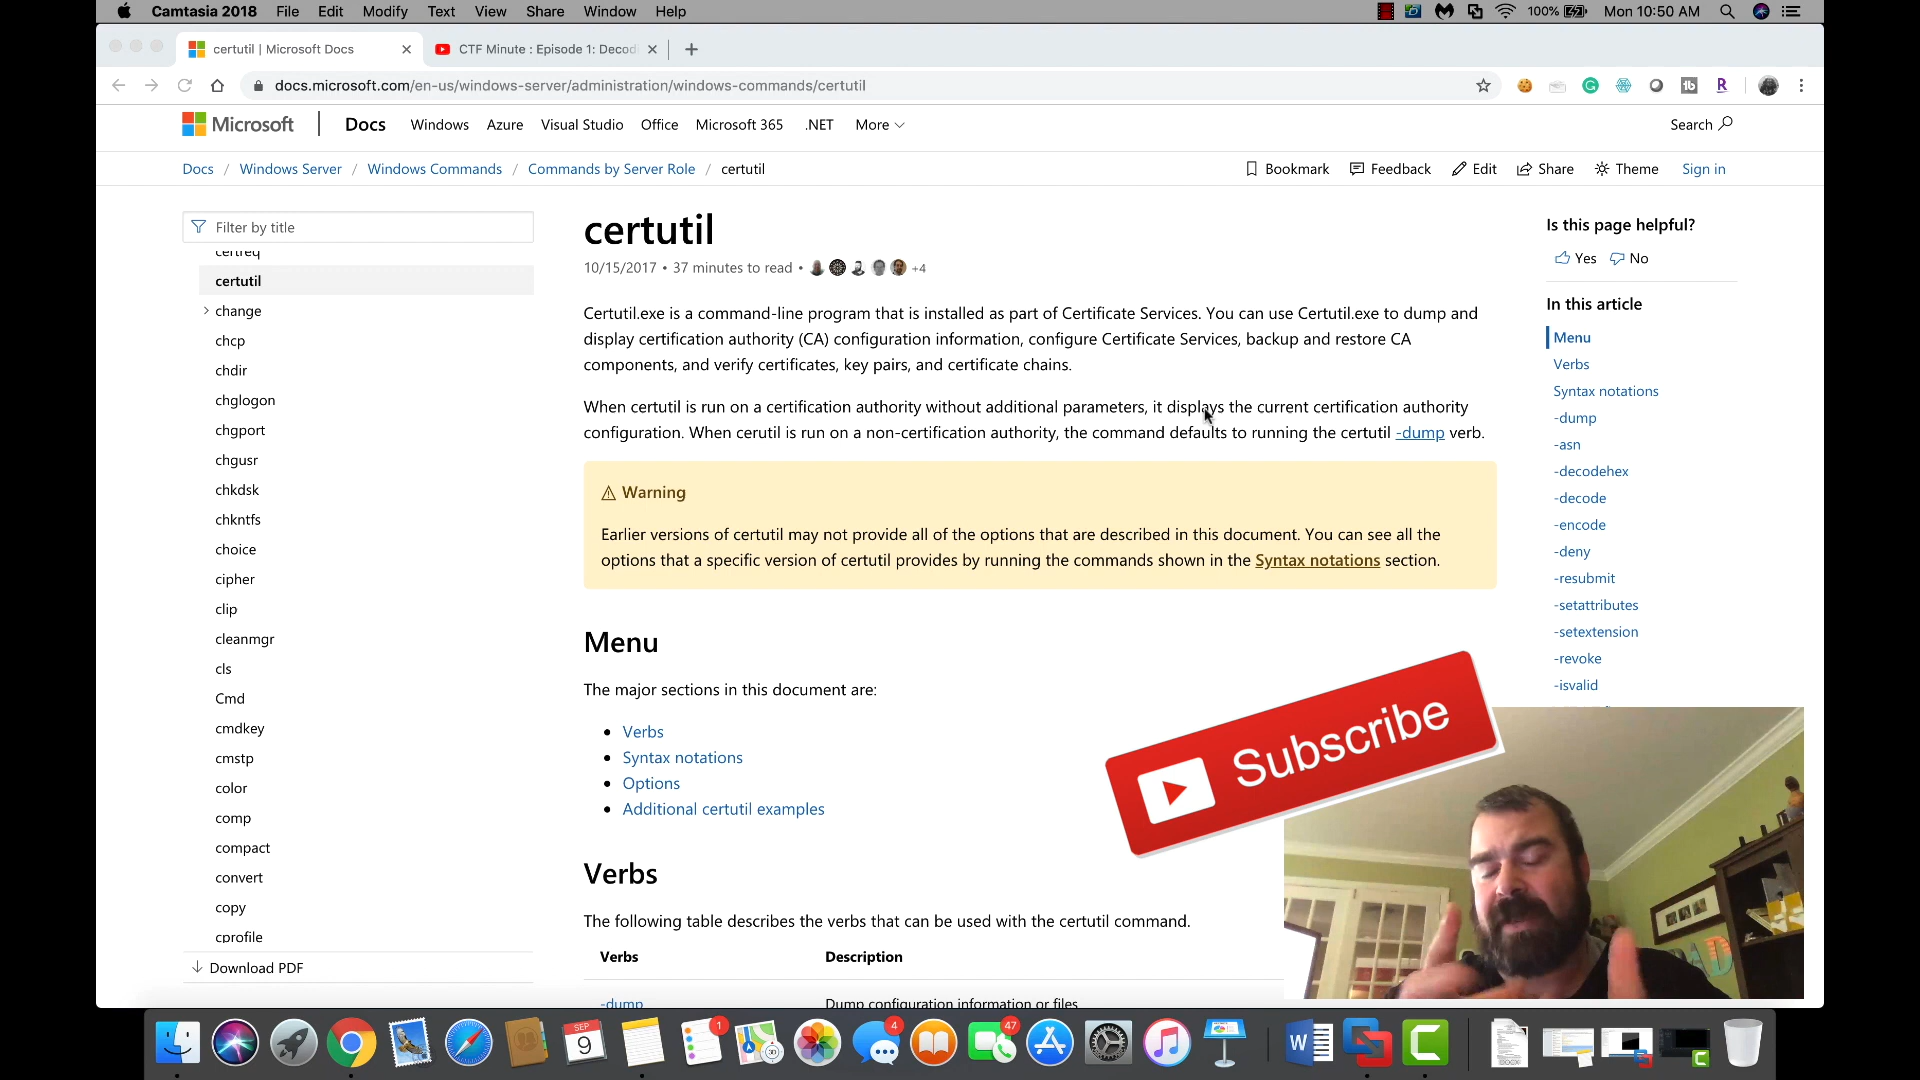 Camtasia 2018 File Edit Modify Text View Share Window Help
100% Mon 10:50 AM
certutil | Microsoft Docs
CTF Minute : Episode 1: Decod
docs.microsoft.com/en-us/windows-server/administration/windows-commands/certutil
Microsoft Docs Windows Azure Visual Studio Office Microsoft 365 .NET More Search
Docs / Windows Server / Windows Commands / Commands by Server Role / certutil
Bookmark Feedback Edit Share Theme Sign in
Filter by title
certreq
certutil
change
chcp
chdir
chglogon
chgport
chgusr
chkdsk
chkntfs
choice
cipher
clip
cleanmgr
cls
Cmd
cmdkey
cmstp
color
comp
compact
convert
copy
cprofile
Download PDF
certutil
10/15/2017 • 37 minutes to read • +4
Certutil.exe is a command-line program that is installed as part of Certificate Services. You can use Certutil.exe to dump and
display certification authority (CA) configuration information, configure Certificate Services, backup and restore CA
components, and verify certificates, key pairs, and certificate chains.
When certutil is run on a certification authority without additional parameters, it displays the current certification authority
configuration. When cerutil is run on a non-certification authority, the command defaults to running the certutil -dump verb.
Warning
Earlier versions of certutil may not provide all of the options that are described in this document. You can see all the
options that a specific version of certutil provides by running the commands shown in the Syntax notations section.
Menu
The major sections in this document are:
• Verbs
• Syntax notations
• Options
• Additional certutil examples
Verbs
The following table describes the verbs that can be used with the certutil command.
Verbs Description
-dump Dump configuration information or files
Is this page helpful?
Yes No
In this article
Menu
Verbs
Syntax notations
-dump
-asn
-decodehex
-decode
-encode
-deny
-resubmit
-setattributes
-setextension
-revoke
-isvalid
Subscribe
SEP
9
1
4
47